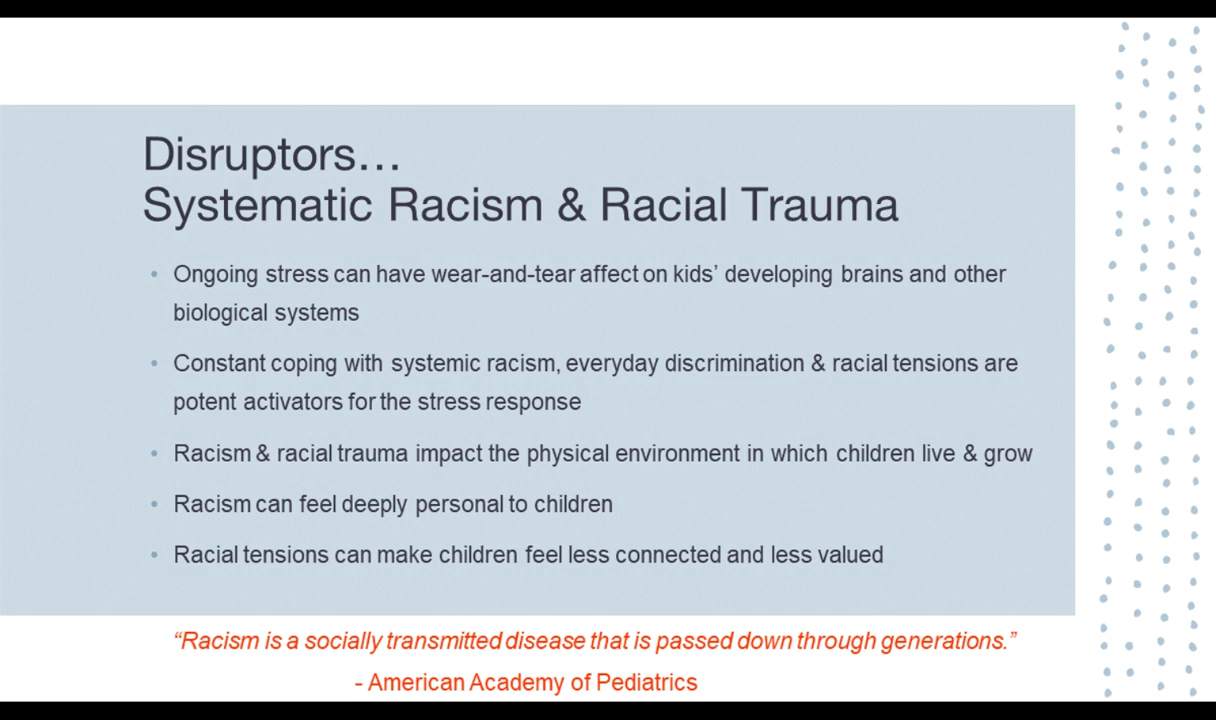 Disruptors…
Systematic Racism & Racial Trauma
• Ongoing stress can have wear-and-tear affect on kids’ developing brains and other
biological systems
• Constant coping with systemic racism, everyday discrimination & racial tensions are
potent activators for the stress response
• Racism & racial trauma impact the physical environment in which children live & grow
• Racism can feel deeply personal to children
• Racial tensions can make children feel less connected and less valued
“Racism is a socially transmitted disease that is passed down through generations.”
- American Academy of Pediatrics